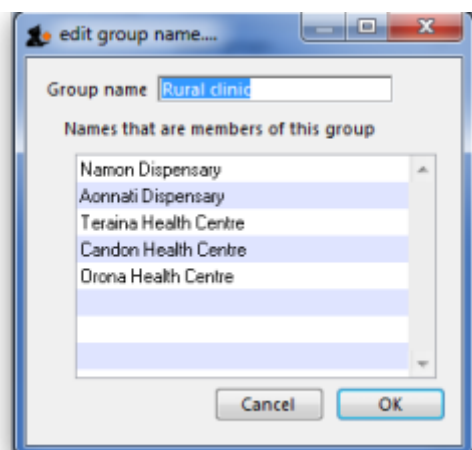 edit group name....
Group name Rural clinic
Names that are members of this group
Namon Dispensary
Aonnati Dispensary
Teraina Health Centre
Candon Health Centre
Orona Health Centre
Cancel OK